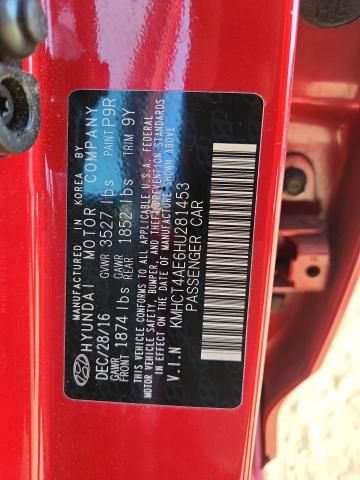 MADE IN KOREA BY
HYUNDAI MOTOR COMPANY
DEC/28/16 GVWR 3527 lbs PAINT P9R
GAWR FRONT 1874 lbs GAWR REAR 1852 lbs TRIM 9Y
THIS VEHICLE CONFORMS TO ALL APPLICABLE U.S.A. FEDERAL
MOTOR VEHICLE SAFETY, BUMPER, AND THEFT PREVENTION STANDARDS
IN EFFECT ON THE DATE OF MANUFACTURE SHOWN ABOVE
V.I.N KMHCT4AE6HU281453
PASSENGER CAR